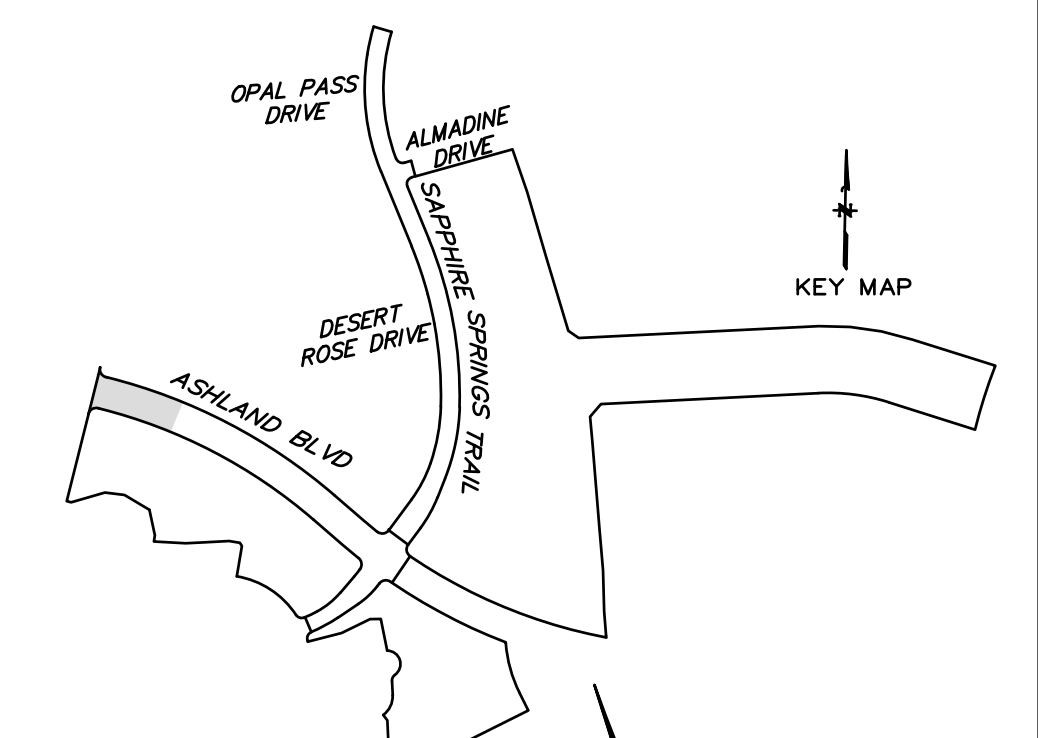 OPAL PASS
DRIVE
ALMADINE
DRIVE
SAPPHIRE SPRINGS TRAIL
N
KEY MAP
DESERT
ROSE DRIVE
ASHLAND BLVD